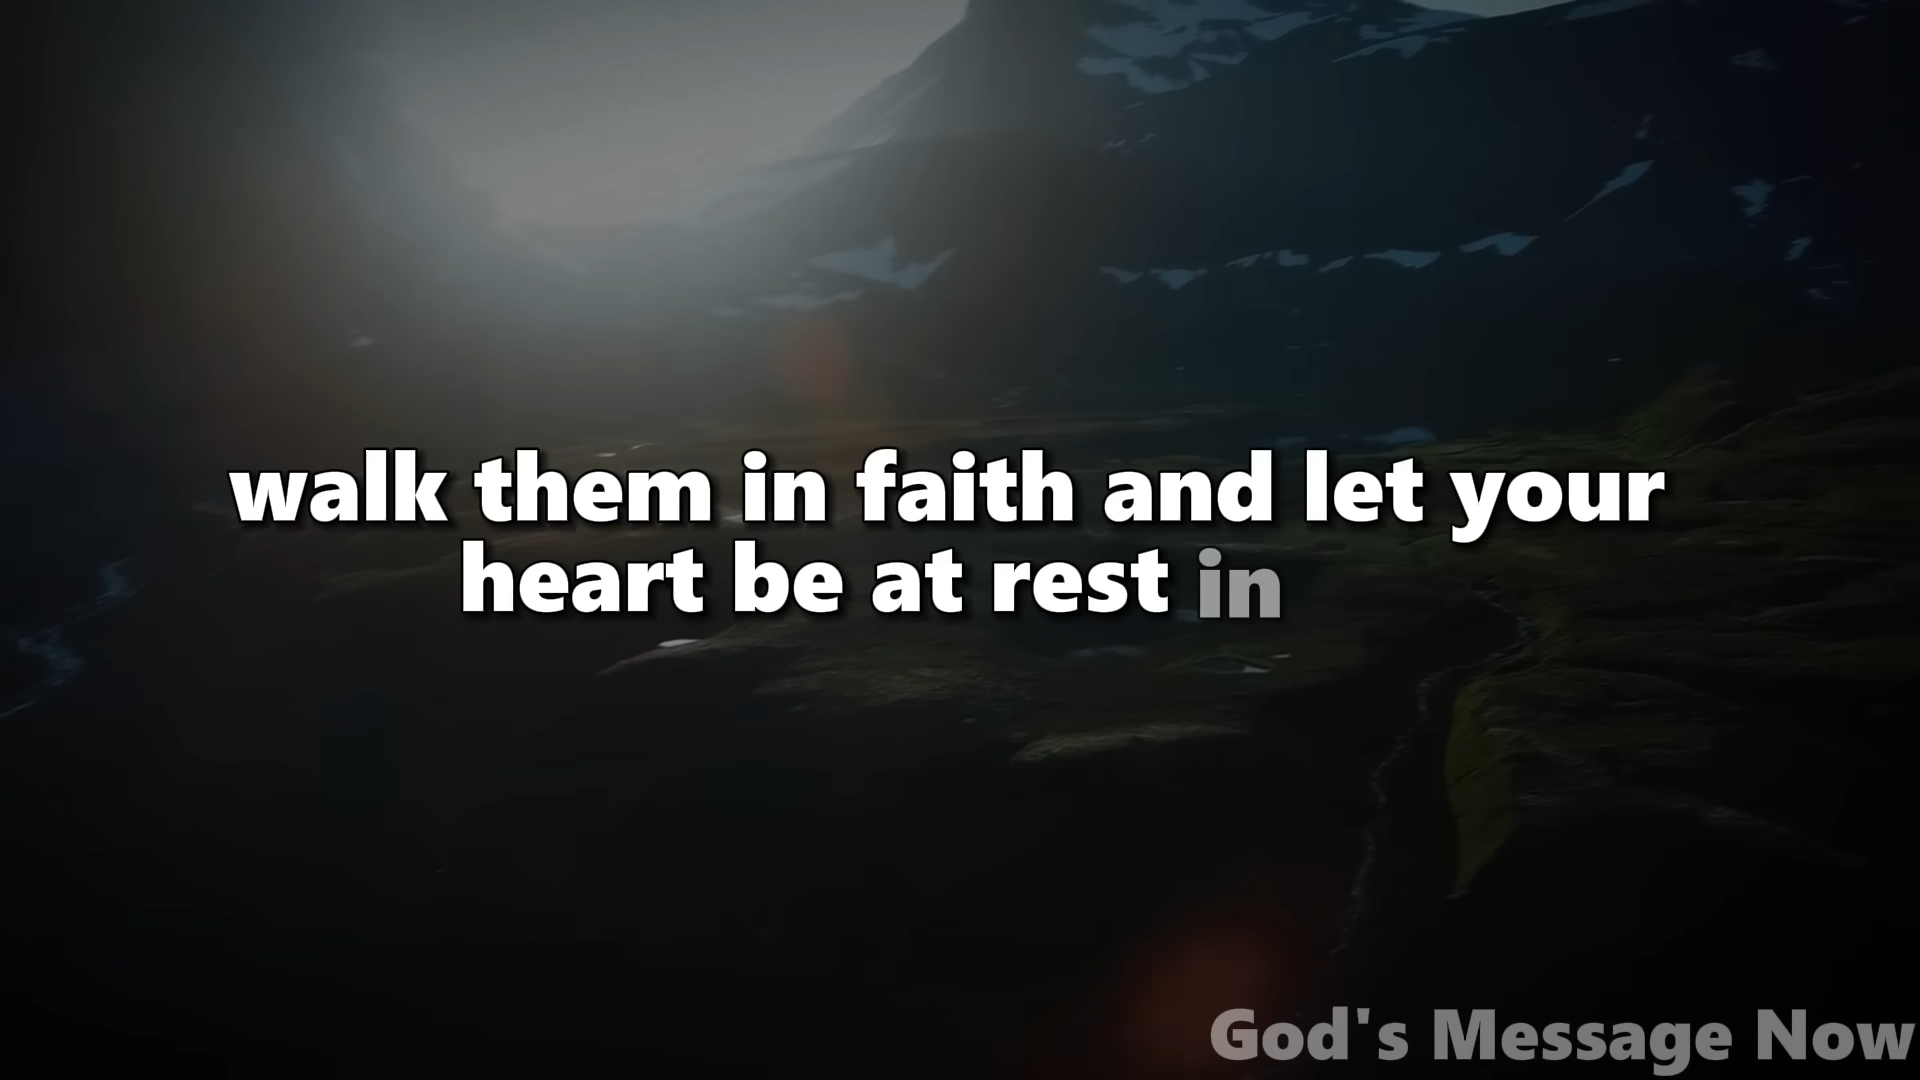 walk them in faith and let your
heart be at rest in
God's Message Now